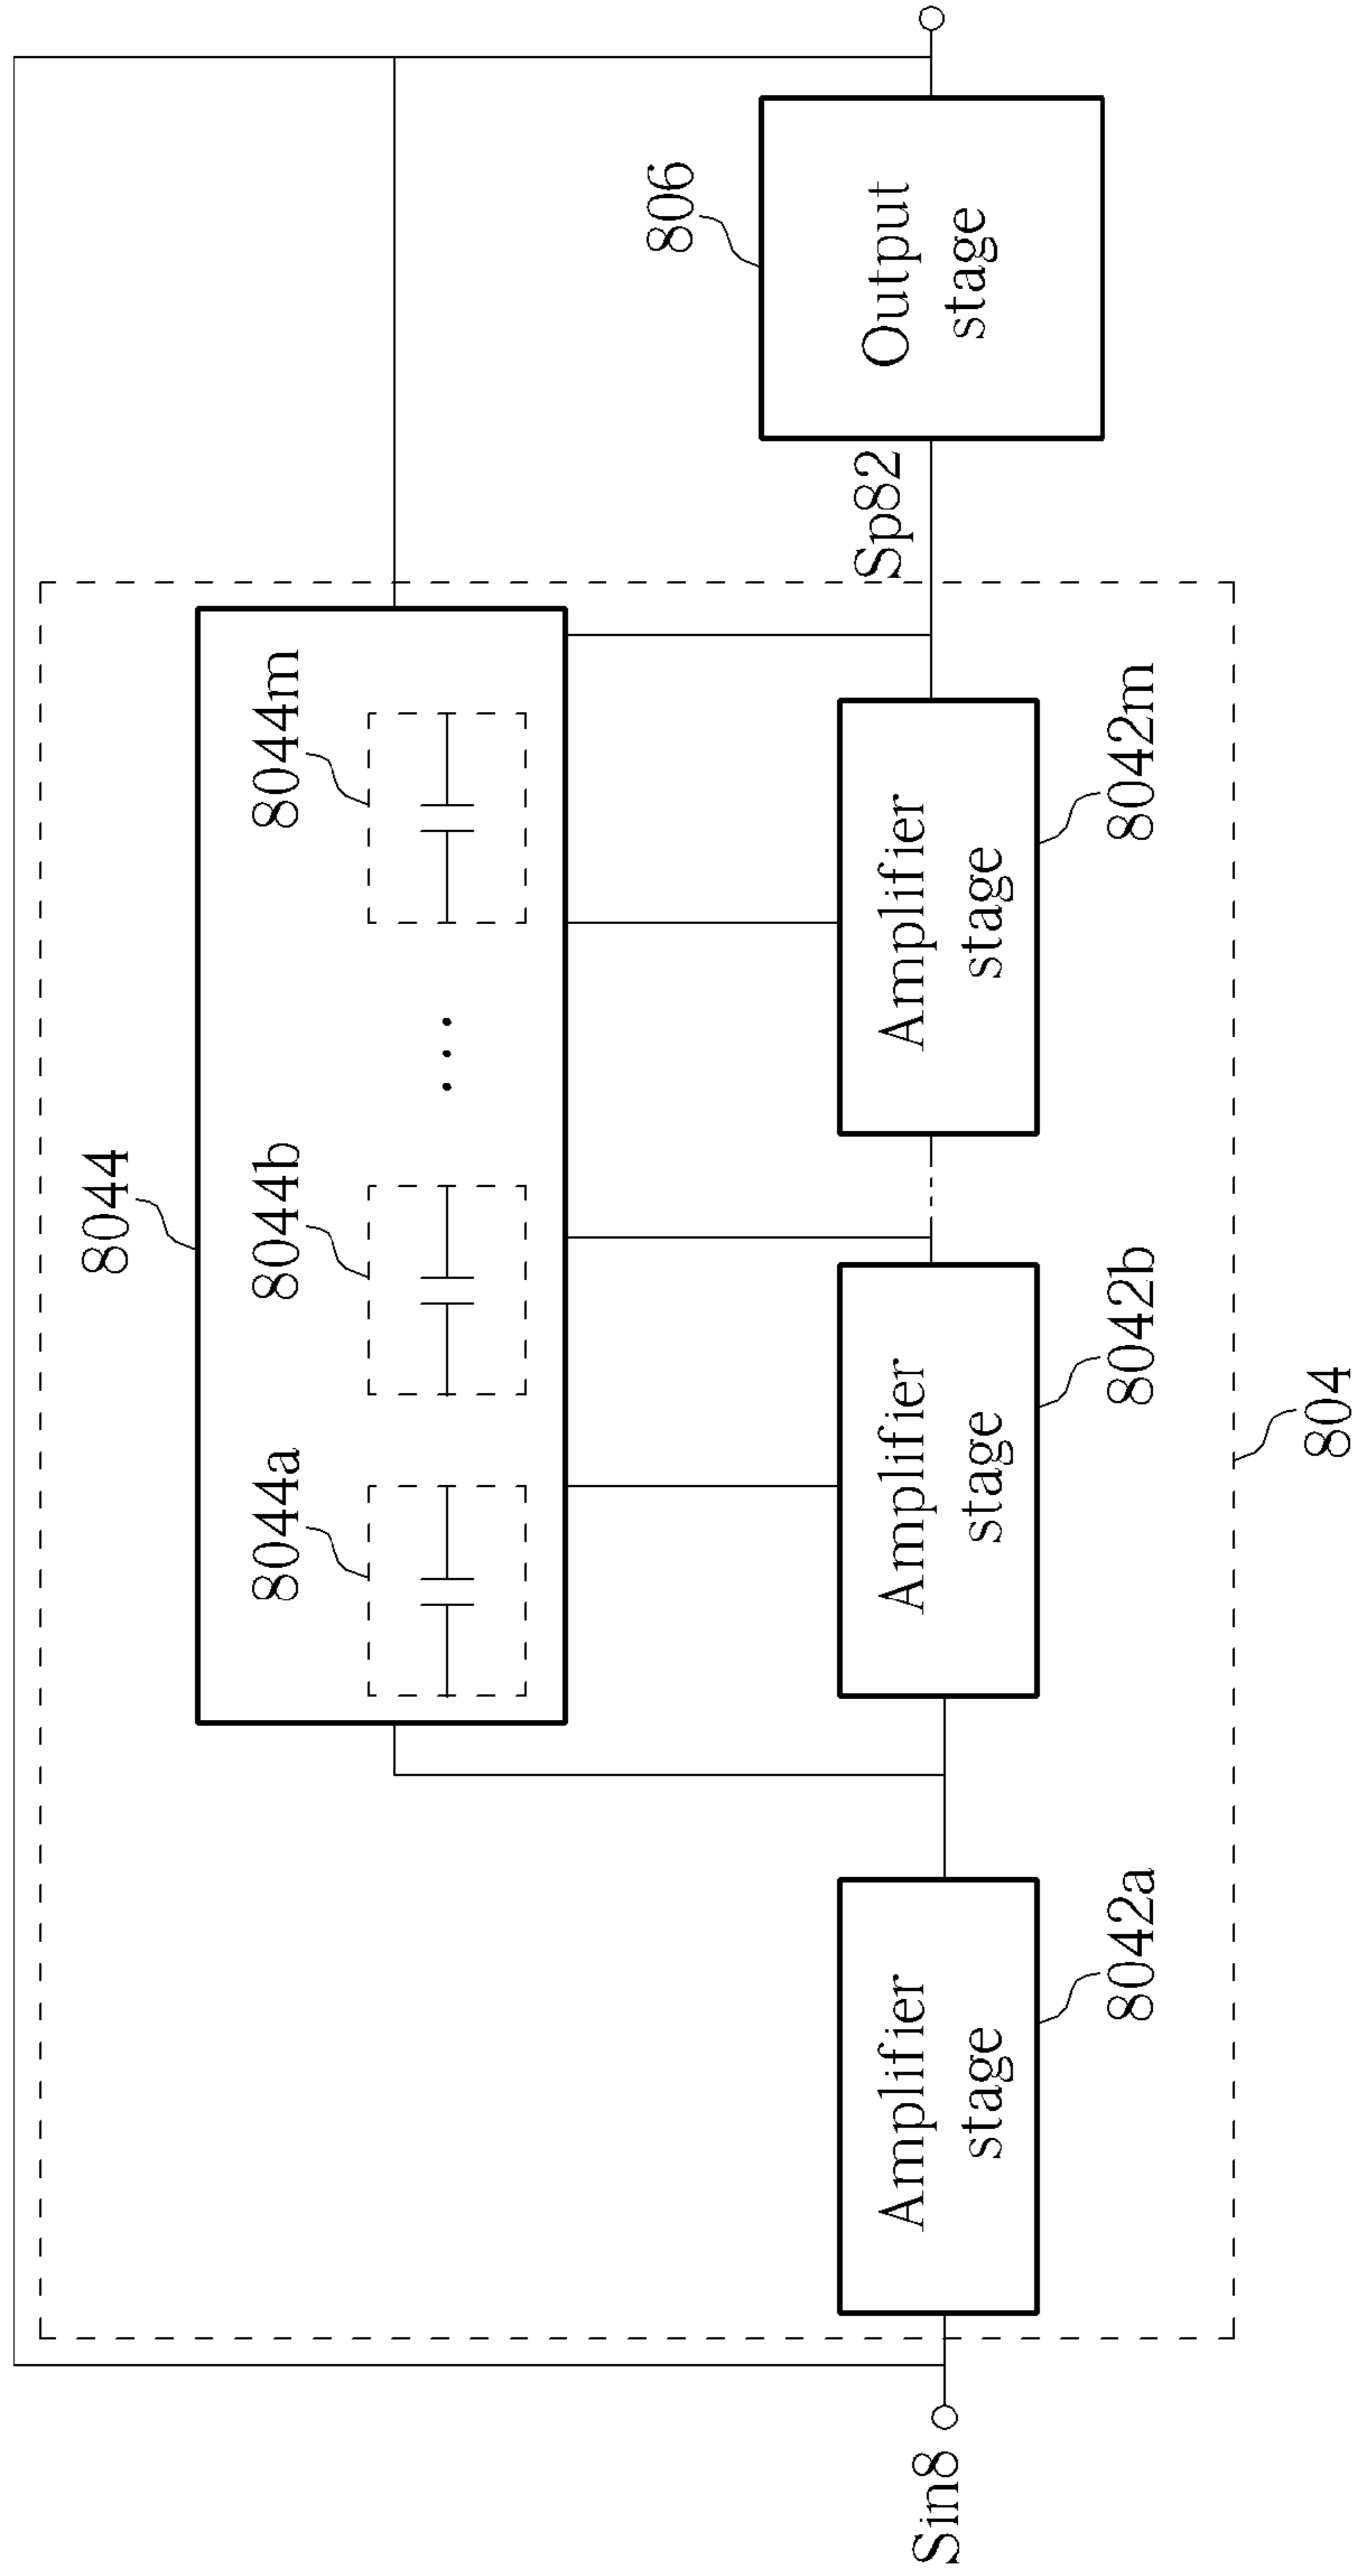 8044
8044a
8044b
8044m
...
806
Output
stage
Sp82
Amplifier
stage
8042a
Amplifier
stage
8042b
Amplifier
stage
8042m
Sin8
804